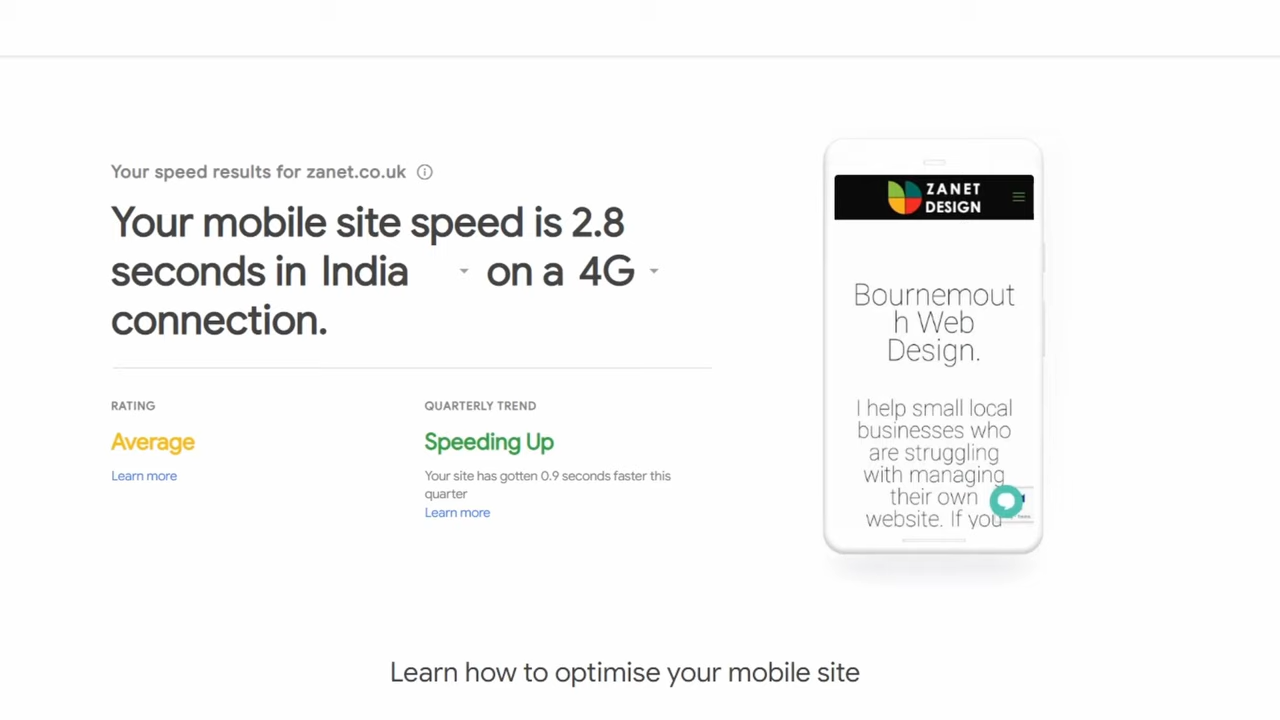 Your speed results for zanet.co.uk
Your mobile site speed is 2.8
seconds in India on a 4G
connection.
RATING
Average
Learn more
QUARTERLY TREND
Speeding Up
Your site has gotten 0.9 seconds faster this
quarter
Learn more
ZANET
DESIGN
Bournemout
h Web
Design.
I help small local
businesses who
are struggling
with managing
their own
website. If you
Learn how to optimise your mobile site